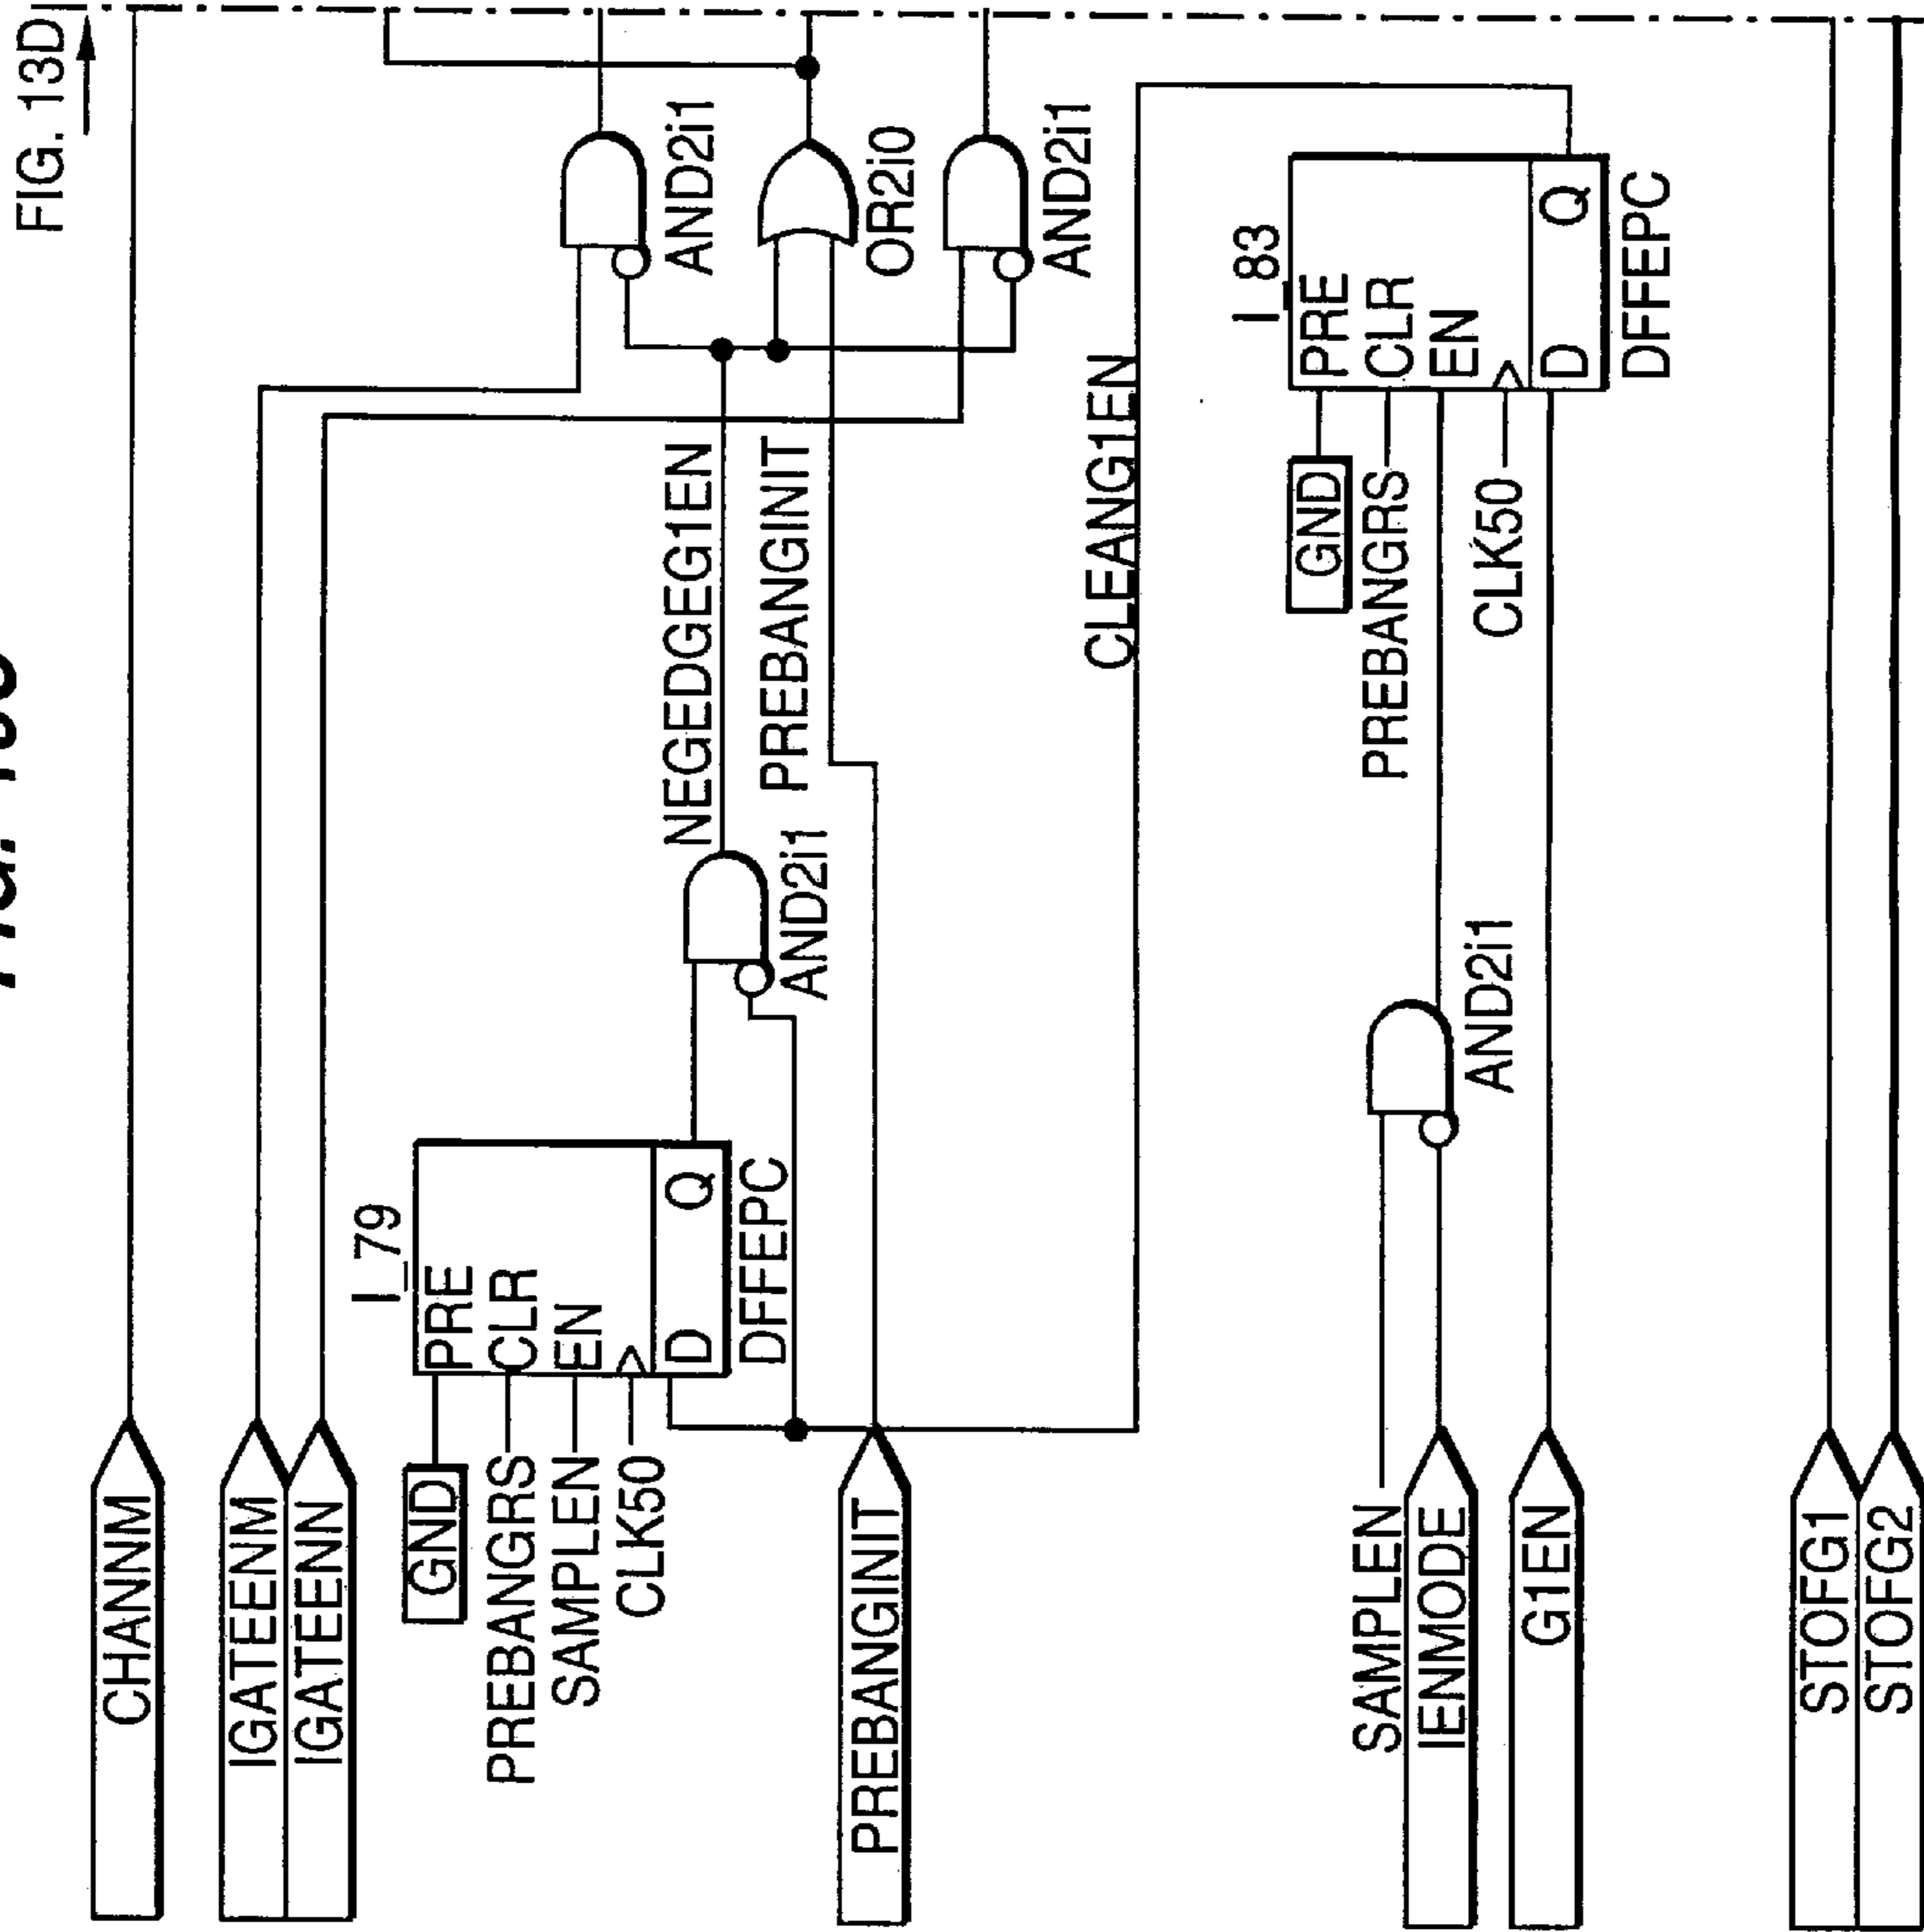 FIG. 13D
CHANNM
IGATEENM
IGATEENN
I_79
GND
PRE
PREBANGRS
CLR
SAMPLEN
EN
CLK50
D
Q
DFFEPC
AND2i1
NEGEDGEG1EN
PREBANGINIT
AND2i1
OR2i0
AND2i1
PREBANGINIT
CLEANG1EN
I_83
GND
PRE
PREBANGRS
CLR
EN
CLK50
D
Q
DFFEPC
SAMPLEN
IENMODE
AND2i1
G1EN
STOFG1
STOFG2